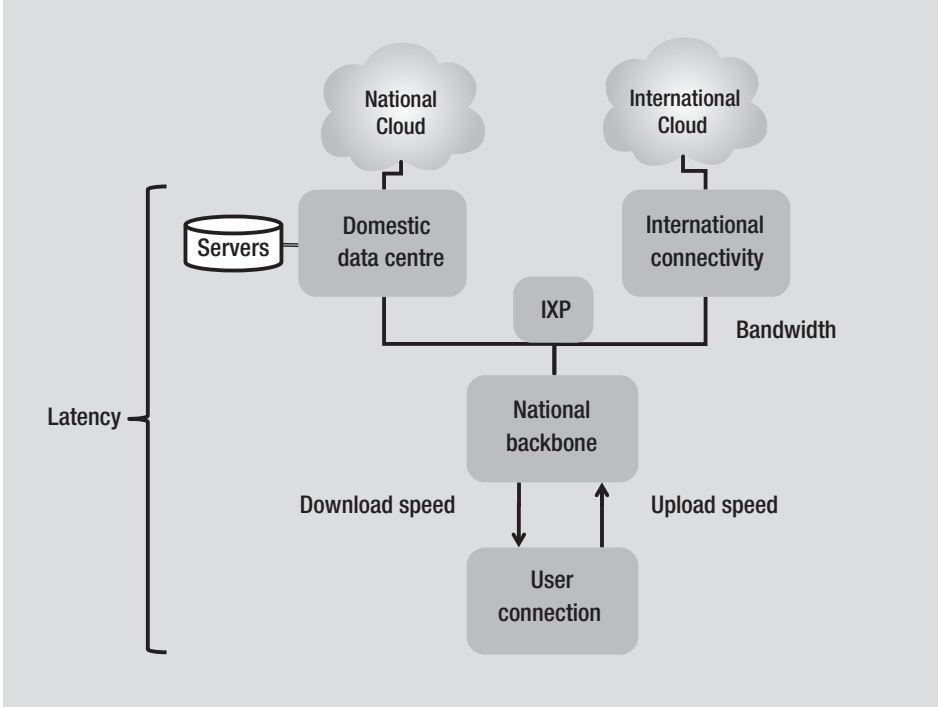 National
Cloud
International
Cloud
Servers
Domestic
data centre
International
connectivity
IXP
Bandwidth
Latency
National
backbone
Download speed
Upload speed
User
connection